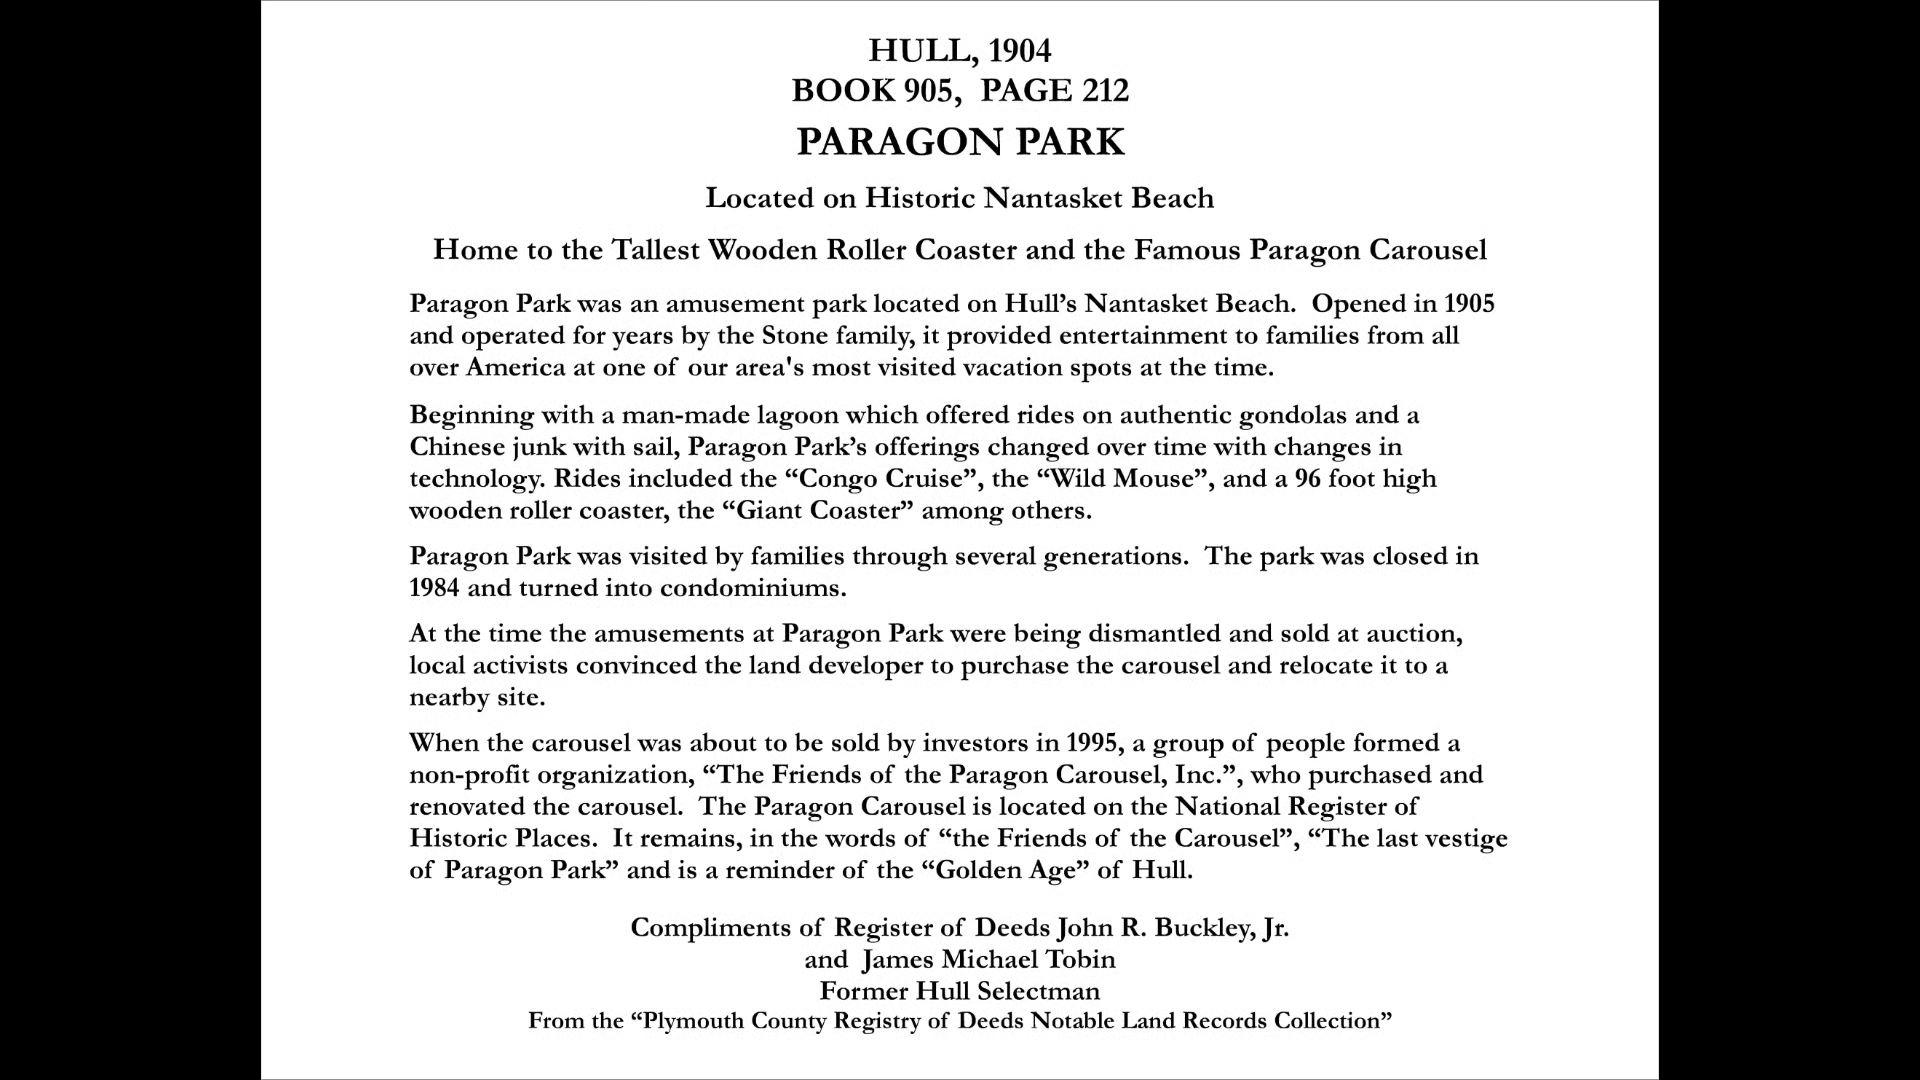 HULL, 1904
BOOK 905, PAGE 212
PARAGON PARK
Located on Historic Nantasket Beach
Home to the Tallest Wooden Roller Coaster and the Famous Paragon Carousel
Paragon Park was an amusement park located on Hull’s Nantasket Beach. Opened in 1905
and operated for years by the Stone family, it provided entertainment to families from all
over America at one of our area's most visited vacation spots at the time.
Beginning with a man-made lagoon which offered rides on authentic gondolas and a
Chinese junk with sail, Paragon Park’s offerings changed over time with changes in
technology. Rides included the “Congo Cruise”, the “Wild Mouse”, and a 96 foot high
wooden roller coaster, the “Giant Coaster” among others.
Paragon Park was visited by families through several generations. The park was closed in
1984 and turned into condominiums.
At the time the amusements at Paragon Park were being dismantled and sold at auction,
local activists convinced the land developer to purchase the carousel and relocate it to a
nearby site.
When the carousel was about to be sold by investors in 1995, a group of people formed a
non-profit organization, “The Friends of the Paragon Carousel, Inc.”, who purchased and
renovated the carousel. The Paragon Carousel is located on the National Register of
Historic Places. It remains, in the words of “the Friends of the Carousel”, “The last vestige
of Paragon Park” and is a reminder of the “Golden Age” of Hull.
Compliments of Register of Deeds John R. Buckley, Jr.
and James Michael Tobin
Former Hull Selectman
From the “Plymouth County Registry of Deeds Notable Land Records Collection”